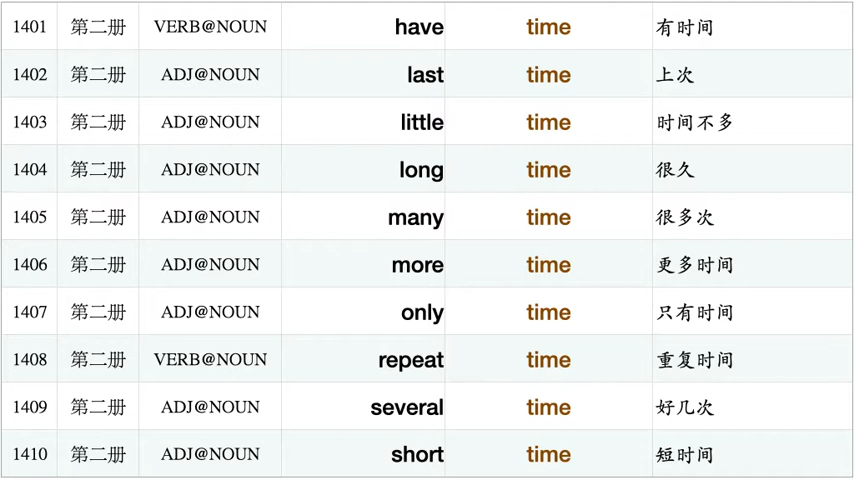 1401 第二册 VERB@NOUN have time 有时间
1402 第二册 ADJ@NOUN last time 上次
1403 第二册 ADJ@NOUN little time 时间不多
1404 第二册 ADJ@NOUN long time 很久
1405 第二册 ADJ@NOUN many time 很多次
1406 第二册 ADJ@NOUN more time 更多时间
1407 第二册 ADJ@NOUN only time 只有时间
1408 第二册 VERB@NOUN repeat time 重复时间
1409 第二册 ADJ@NOUN several time 好几次
1410 第二册 ADJ@NOUN short time 短时间